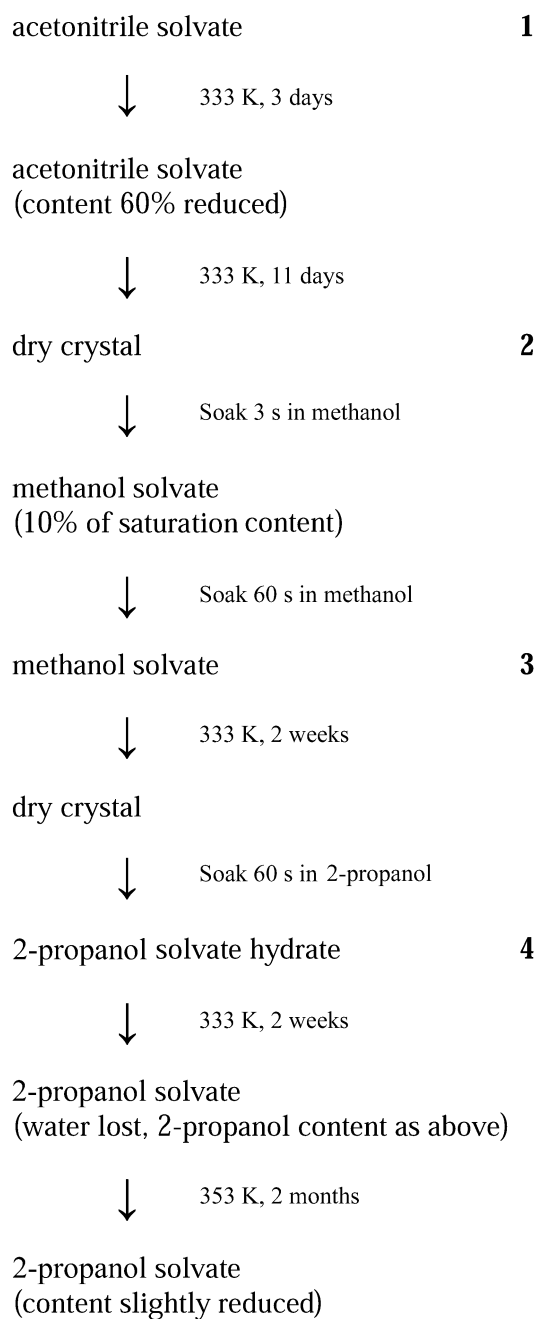 acetonitrile solvate 1
↓ 333 K, 3 days
acetonitrile solvate
(content 60% reduced)
↓ 333 K, 11 days
dry crystal 2
↓ Soak 3 s in methanol
methanol solvate
(10% of saturation content)
↓ Soak 60 s in methanol
methanol solvate 3
↓ 333 K, 2 weeks
dry crystal
↓ Soak 60 s in 2-propanol
2-propanol solvate hydrate 4
↓ 333 K, 2 weeks
2-propanol solvate
(water lost, 2-propanol content as above)
↓ 353 K, 2 months
2-propanol solvate
(content slightly reduced)